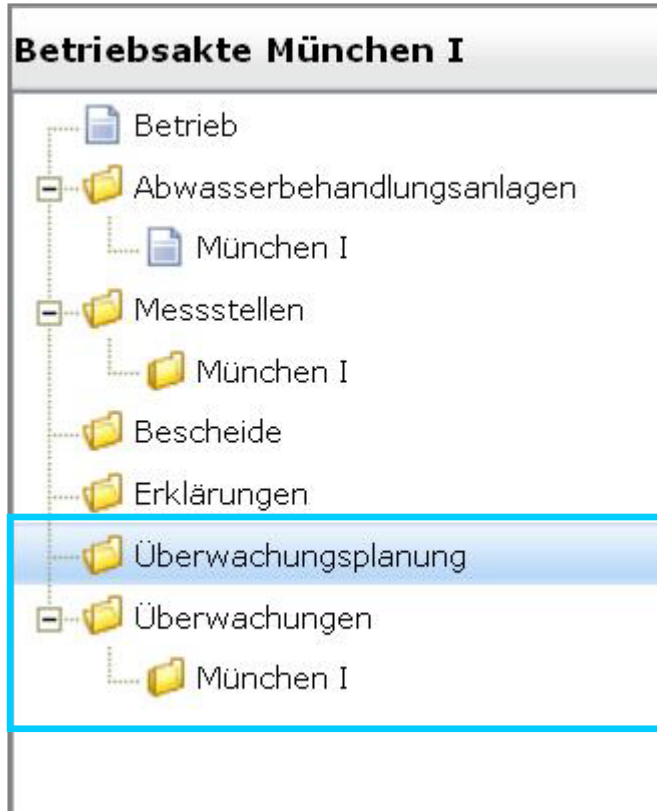 Betriebsakte München I
Betrieb
Abwasserbehandlungsanlagen
München I
Messstellen
München I
Bescheide
Erklärungen
Überwachungsplanung
Überwachungen
München I